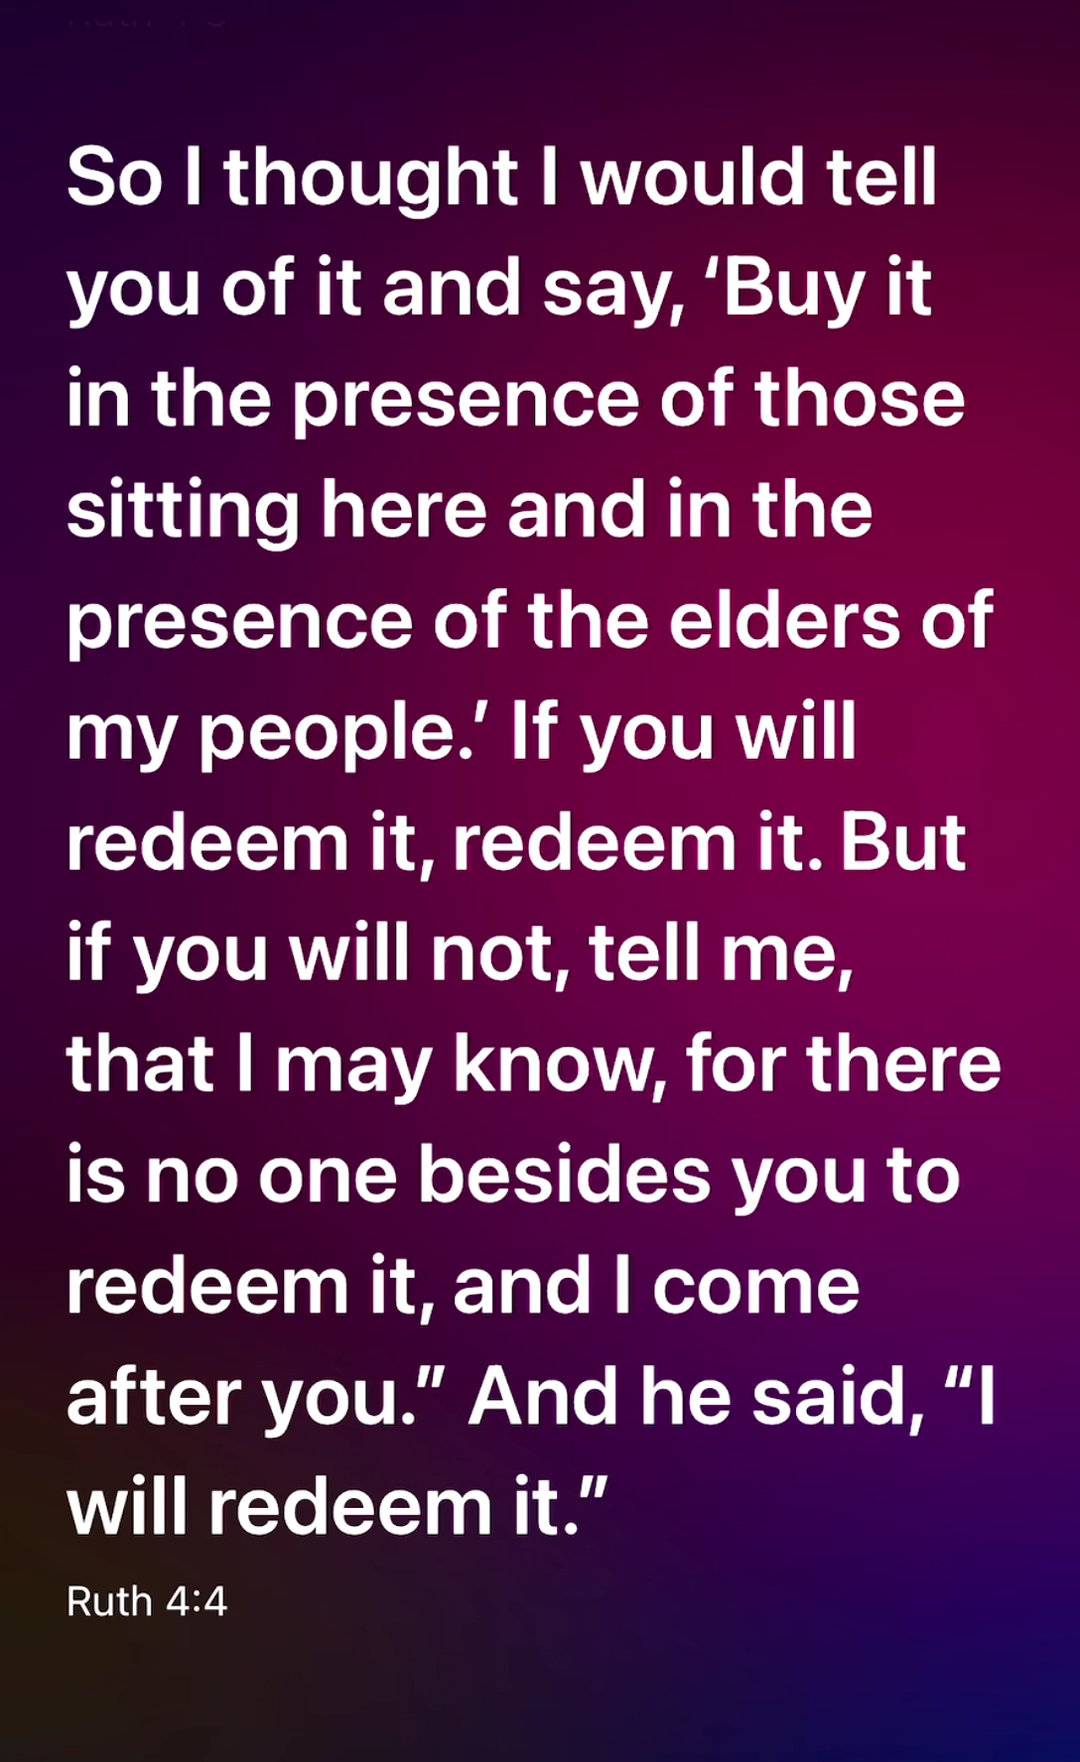 So I thought I would tell
you of it and say, ‘Buy it
in the presence of those
sitting here and in the
presence of the elders of
my people.’ If you will
redeem it, redeem it. But
if you will not, tell me,
that I may know, for there
is no one besides you to
redeem it, and I come
after you.” And he said, “I
will redeem it.”
Ruth 4:4